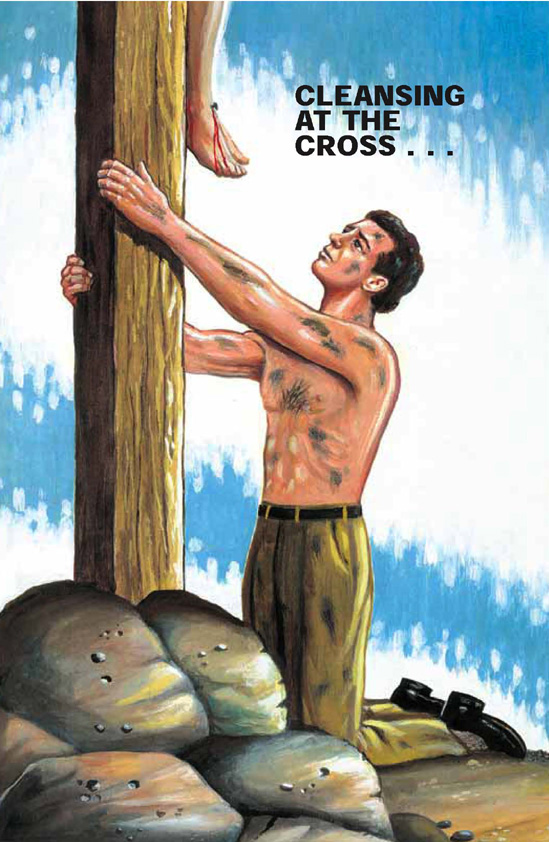 CLEANSING
AT THE
CROSS . . .